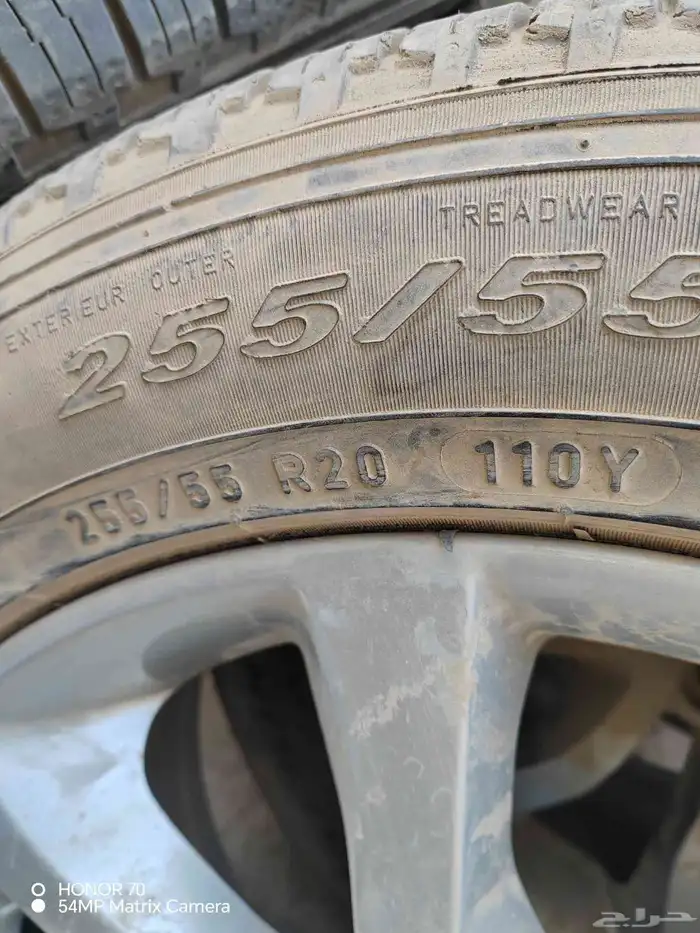 TREADWEAR
EXTERIEUR OUTER
255/55
255/55 R20 110Y
HONOR 70
54MP Matrix Camera
حراج